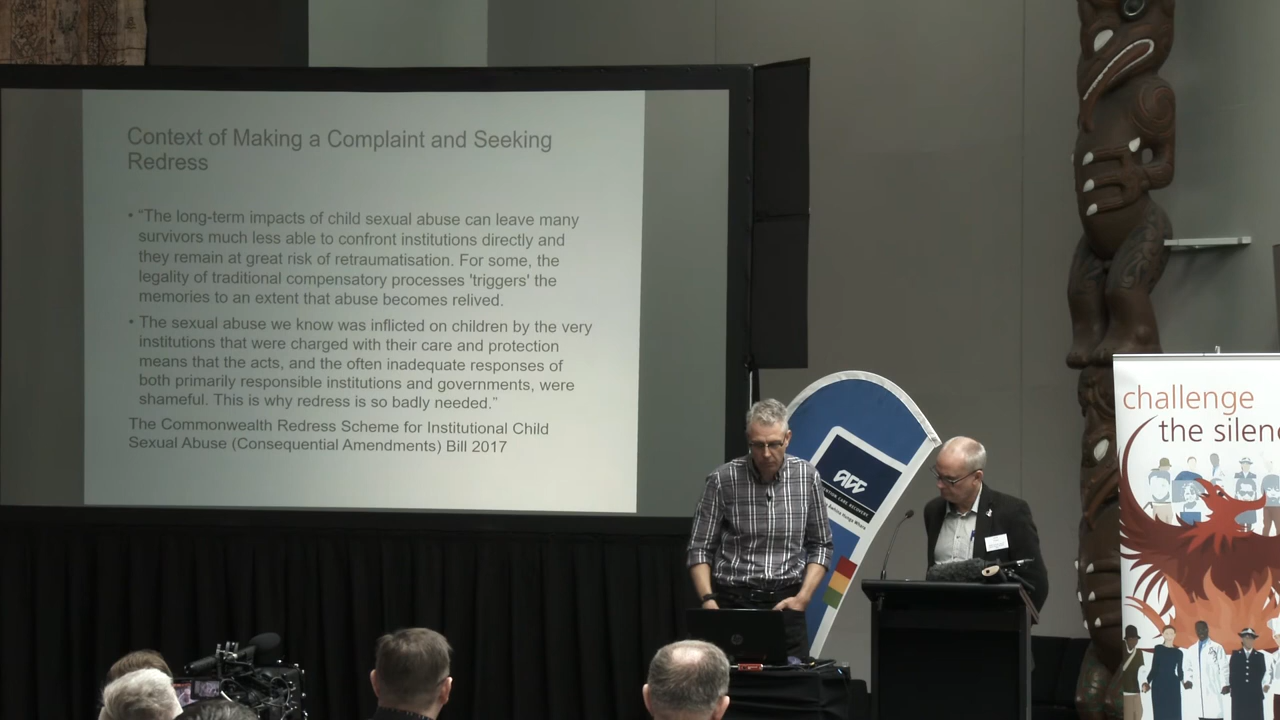 Context of Making a Complaint and Seeking
Redress
• “The long-term impacts of child sexual abuse can leave many
survivors much less able to confront institutions directly and
they remain at great risk of retraumatisation. For some, the
legality of traditional compensatory processes 'triggers' the
memories to an extent that abuse becomes relived.
• The sexual abuse we know was inflicted on children by the very
institutions that were charged with their care and protection
means that the acts, and the often inadequate responses of
both primarily responsible institutions and governments, were
shameful. This is why redress is so badly needed.”
The Commonwealth Redress Scheme for Institutional Child
Sexual Abuse (Consequential Amendments) Bill 2017
challenge
the silenc
acc
CARE RECOVERY